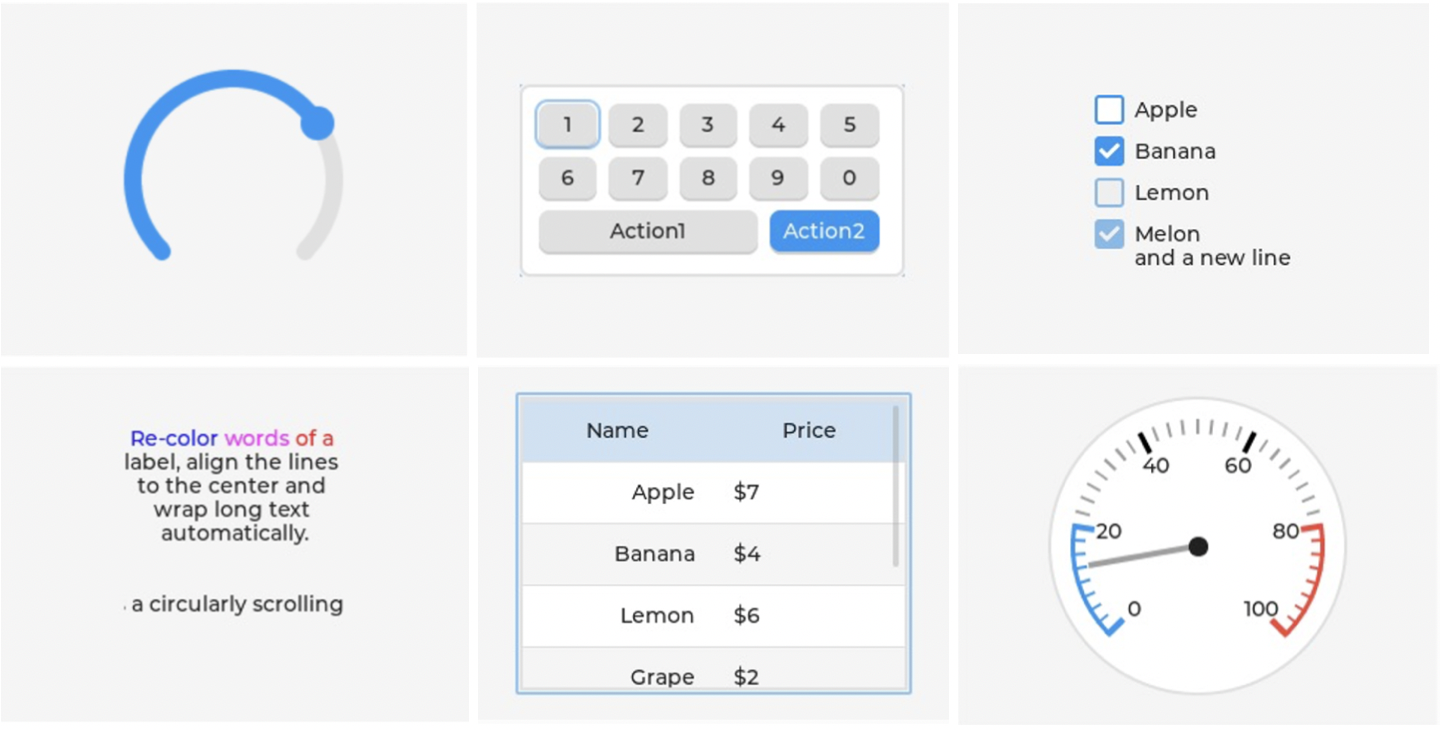 1 2 3 4 5
6 7 8 9 0
Action1 Action2
Apple
Banana
Lemon
Melon
and a new line
Re-color words of a
label, align the lines
to the center and
wrap long text
automatically.
a circularly scrolling
Name Price
Apple $7
Banana $4
Lemon $6
Grape $2
40 60
20 80
0 100